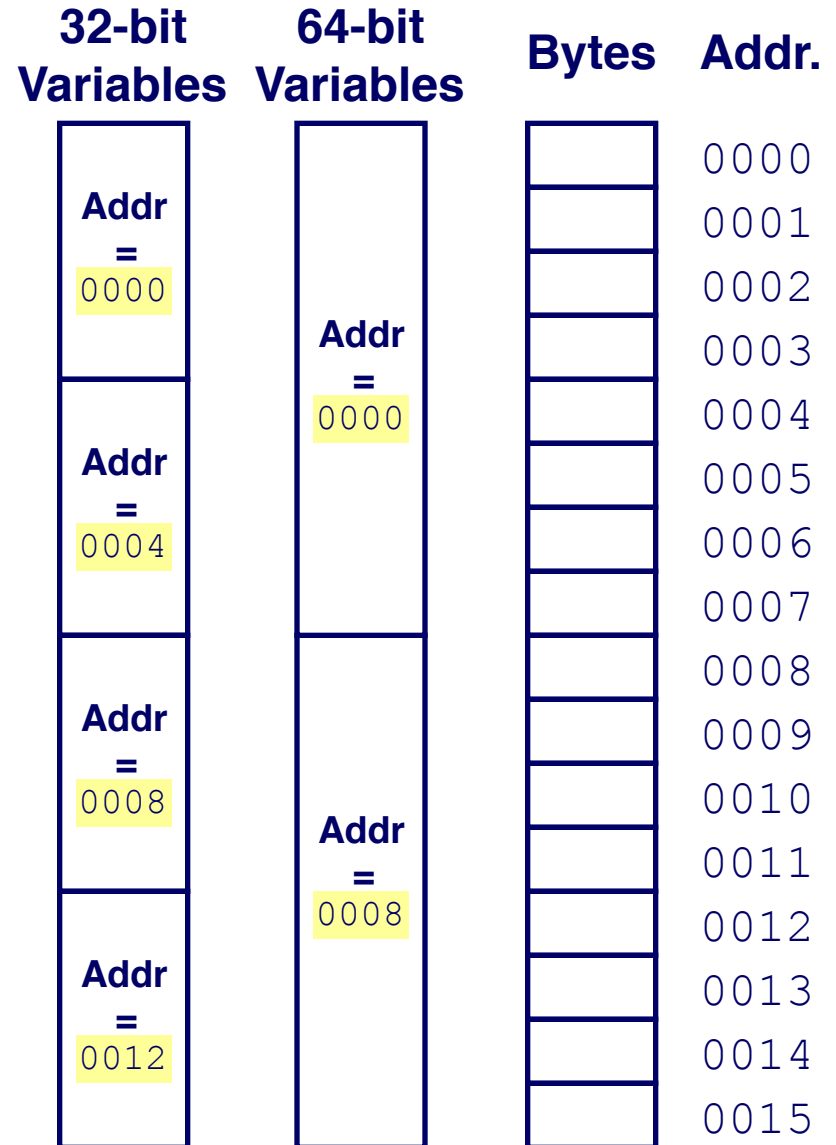 32-bit
Variables
64-bit
Variables
Bytes
Addr.
Addr
=
0000
Addr
=
0004
Addr
=
0008
Addr
=
0012
Addr
=
0000
Addr
=
0008
0000
0001
0002
0003
0004
0005
0006
0007
0008
0009
0010
0011
0012
0013
0014
0015